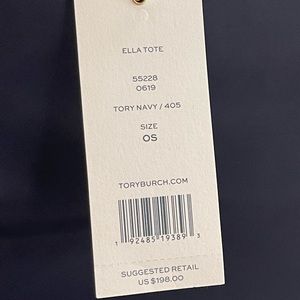 ELLA TOTE
55228
0619
TORY NAVY / 405
SIZE
OS
TORYBURCH.COM
1 92485 19389 3
SUGGESTED RETAIL
US $198.00